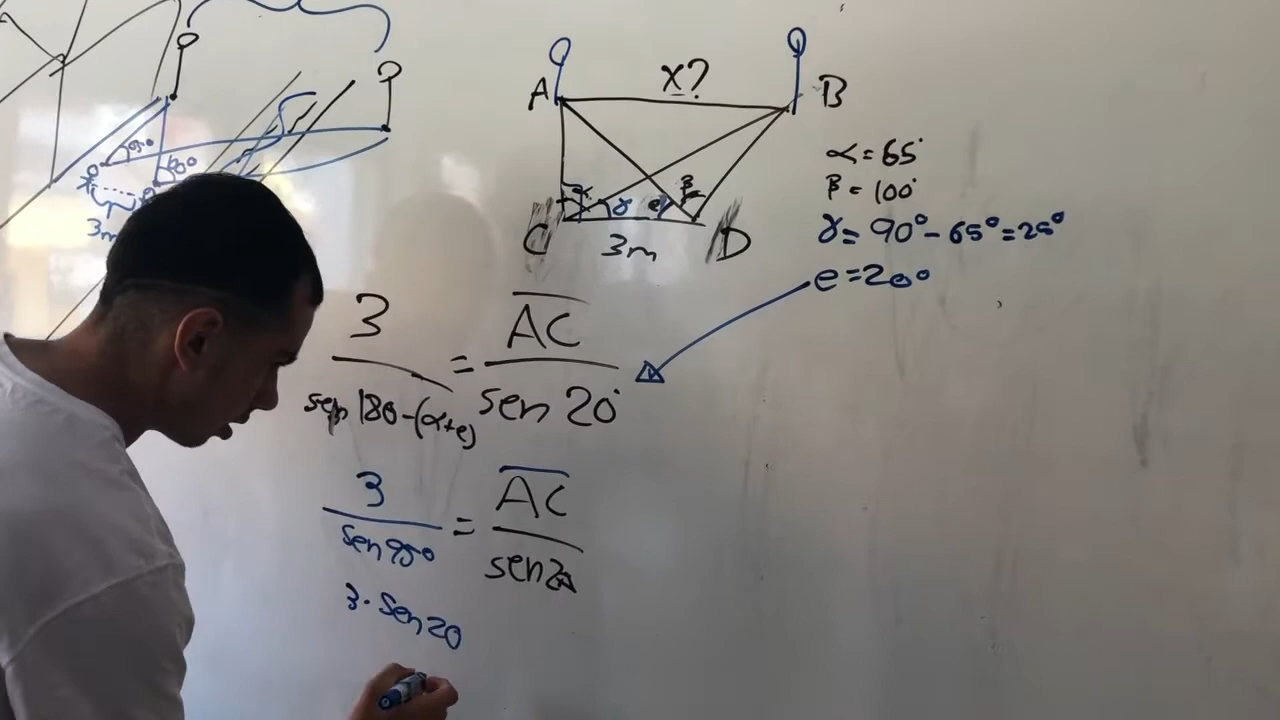 3m
A
x?
B
α
γ
e
β
C
3m
D
α = 65°
β = 100°
γ = 90° - 65° = 25°
e = 20°
3 / sen 180 - (α+e) = AC / sen 20°
3 / sen 95° = AC / sen 20
3 · sen 20